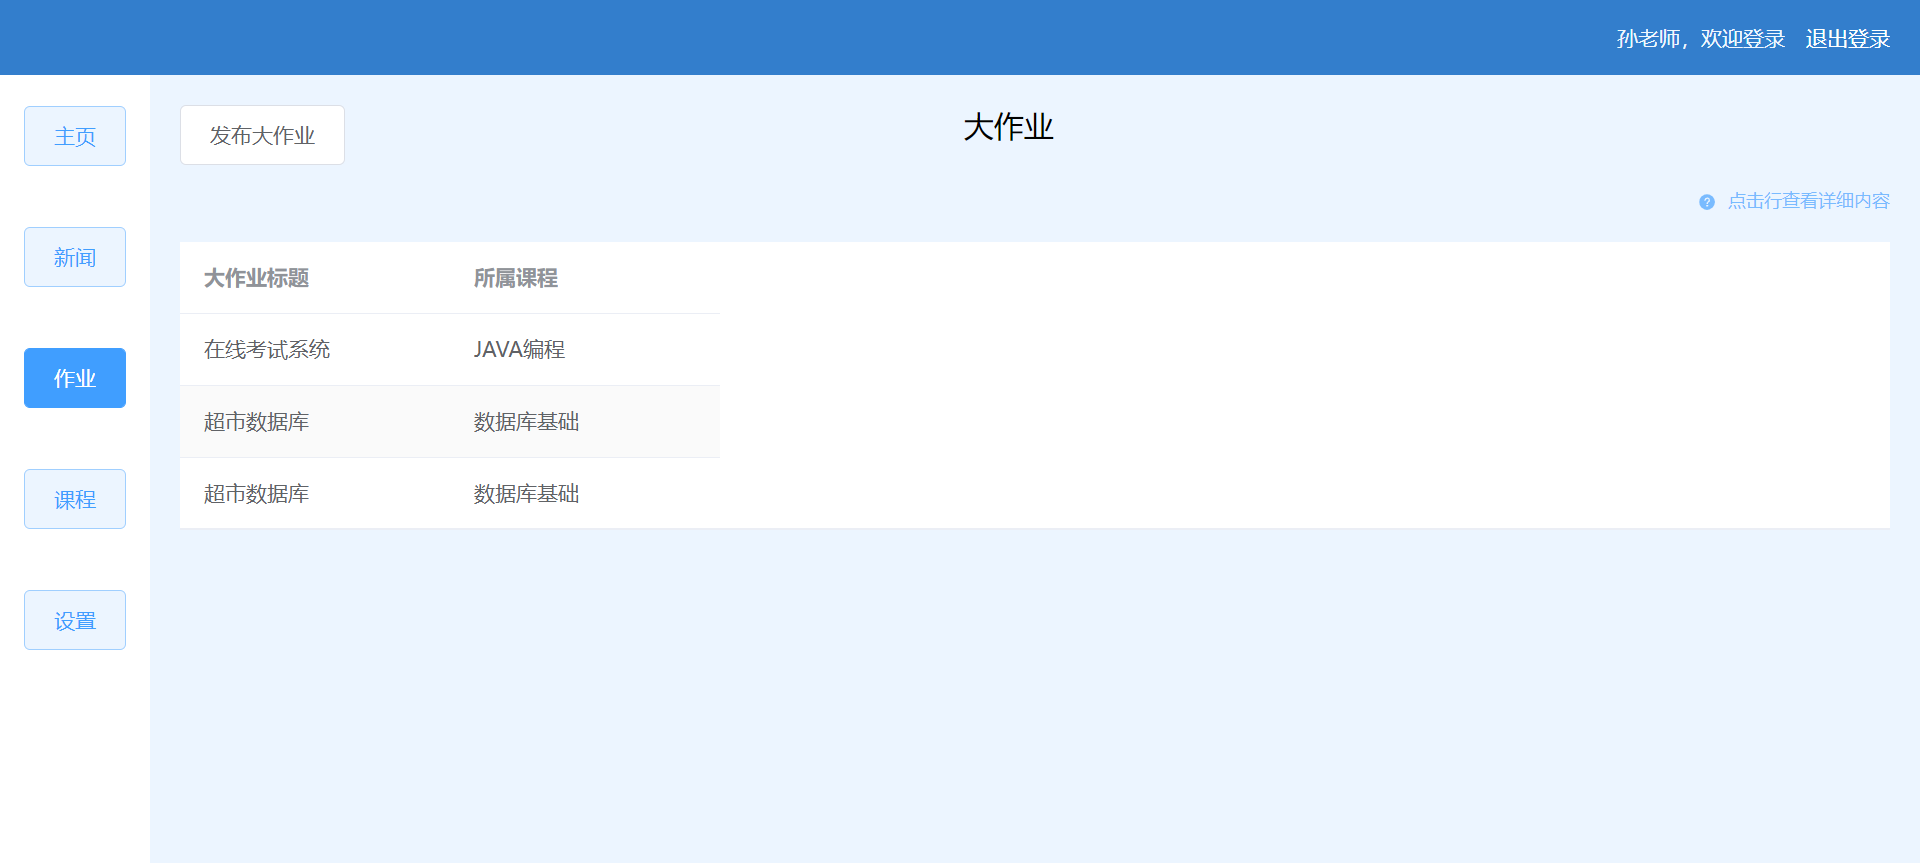 孙老师，欢迎登录 退出登录
主页
新闻
作业
课程
设置
发布大作业
大作业
? 点击行查看详细内容
大作业标题 所属课程
在线考试系统 JAVA编程
超市数据库 数据库基础
超市数据库 数据库基础